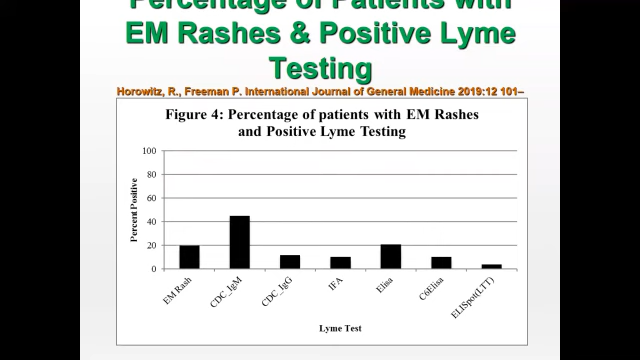 Percentage of Patients with
EM Rashes & Positive Lyme
Testing
Horowitz, R., Freeman P. International Journal of General Medicine 2019:12 101–
Figure 4: Percentage of patients with EM Rashes
and Positive Lyme Testing
Percent Positive
100
80
60
40
20
0
EM Rash
CDC_IgM
CDC_IgG
IFA
Elisa
C6Elisa
ELISpot(LTT)
Lyme Test